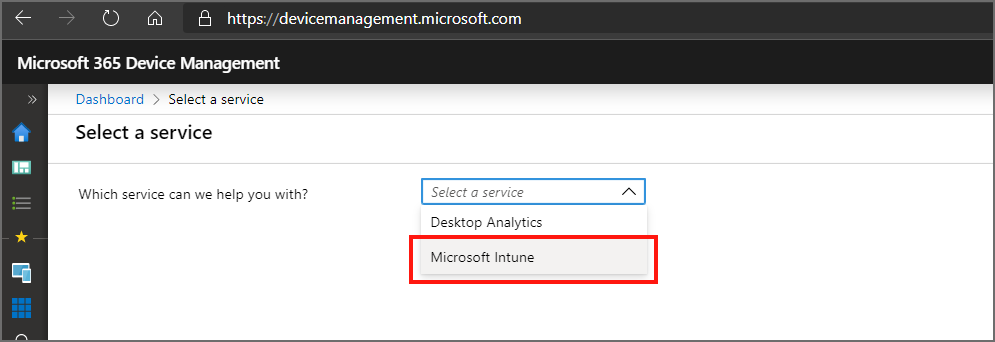 https://devicemanagement.microsoft.com
Microsoft 365 Device Management
Dashboard > Select a service
Select a service
Which service can we help you with?
Select a service
Desktop Analytics
Microsoft Intune